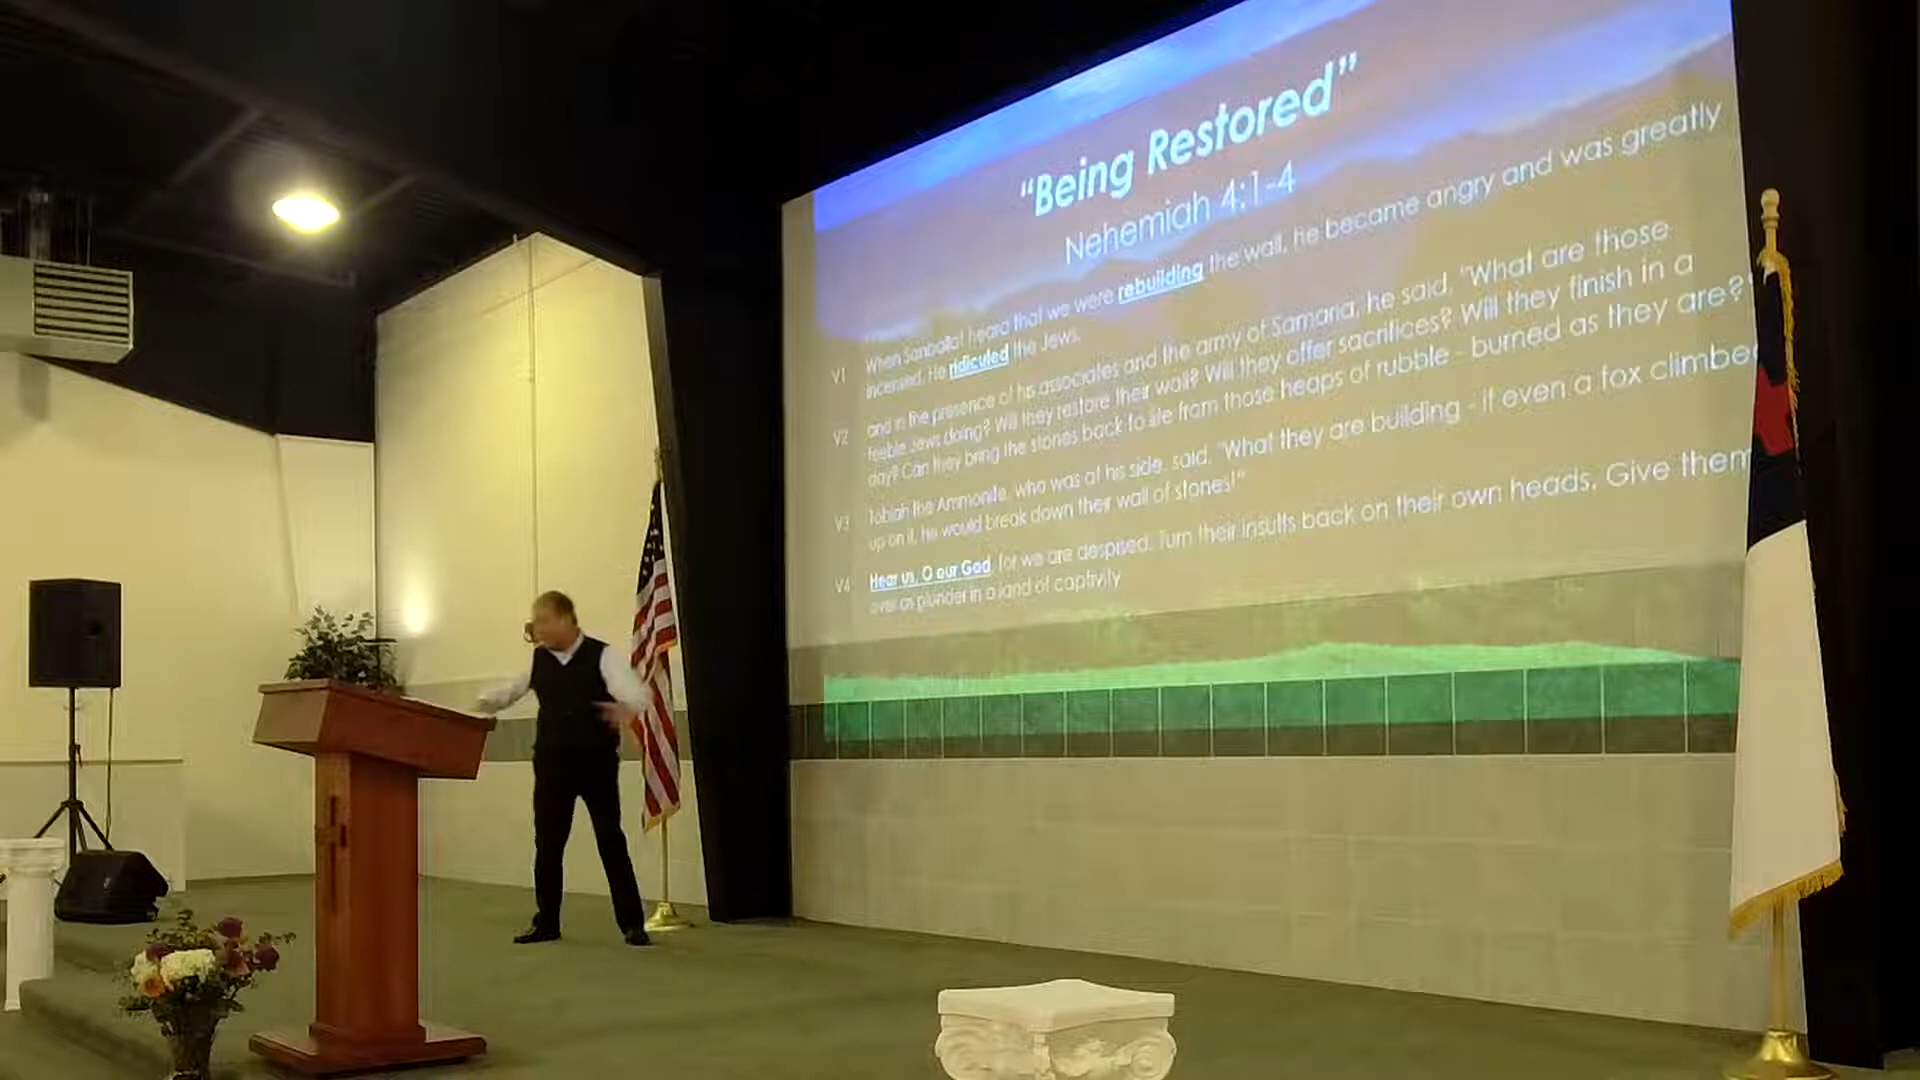 “Being Restored”
Nehemiah 4:1-4
V1 When Sanballat heard that we were rebuilding the wall, he became angry and was greatly
incensed. He ridiculed the Jews,
V2 and in the presence of his associates and the army of Samaria, he said, “What are those
feeble Jews doing? Will they restore their wall? Will they offer sacrifices? Will they finish in a
day? Can they bring the stones back to life from those heaps of rubble - burned as they are?”
V3 Tobiah the Ammonite, who was at his side, said, “What they are building - if even a fox climbed
up on it, he would break down their wall of stones!”
V4 Hear us, O our God, for we are despised. Turn their insults back on their own heads. Give them
over as plunder in a land of captivity